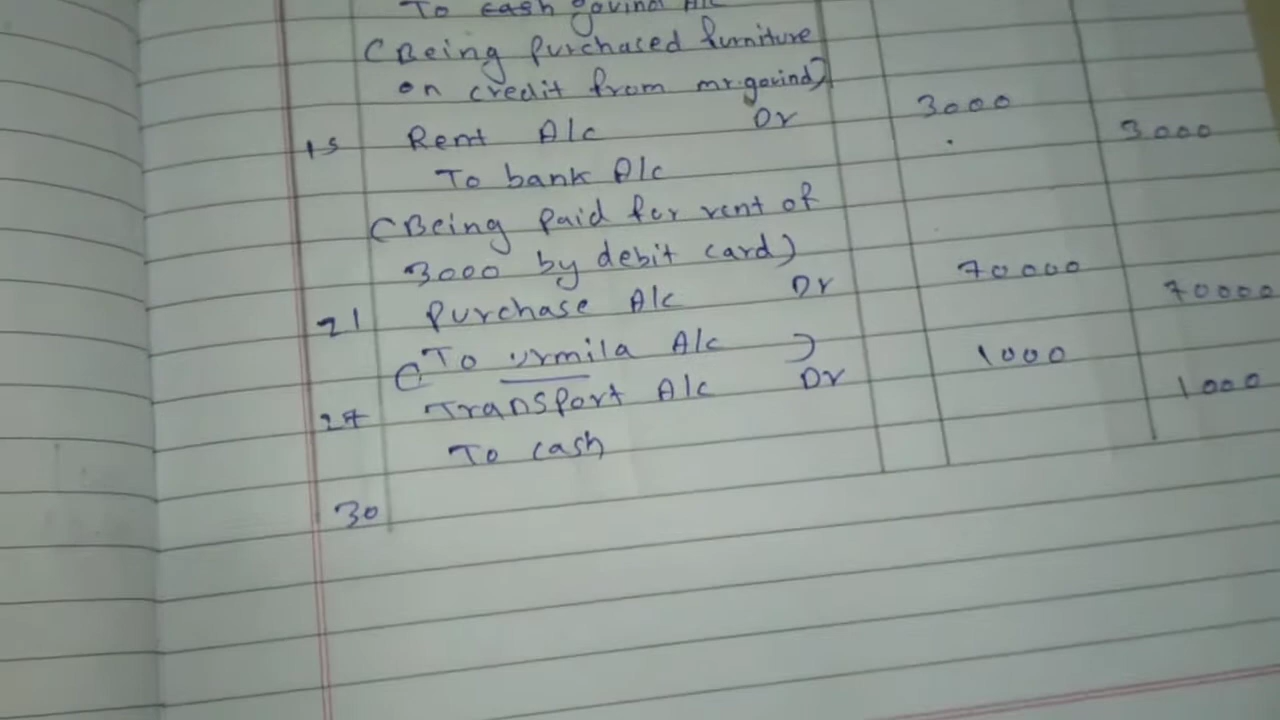 To cash govind A/c
(Being purchased furniture
on credit from mr.govind)
15 Rent A/c Dr 3000
To bank A/c 3000
(Being paid for rent of
3000 by debit card)
21 purchase A/c Dr 70000
(To urmila A/c ) 70000
27 Transport A/c Dr 1000
To cash 1000
30